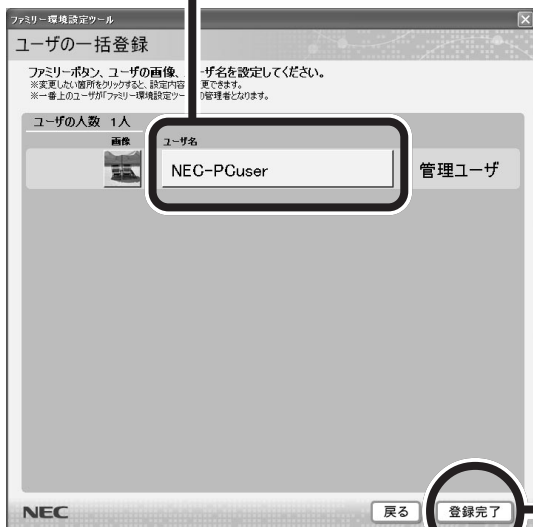 ファミリー環境設定ツール
ユーザの一括登録
ファミリーボタン、ユーザの画像、ーザ名を設定してください。
※変更したい箇所をクリックすると、設定内容 更できます。
※一番上のユーザが「ファミリー環境設定ツー の管理者となります。
ユーザの人数 1人
画像 ユーザ名
NEC-PCuser 管理ユーザ
NEC 戻る 登録完了